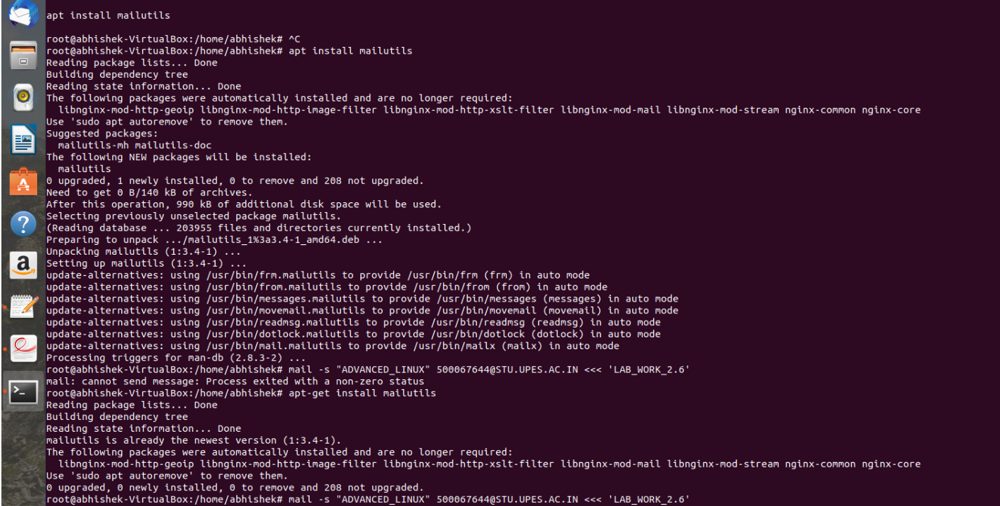 apt install mailutils
root@abhishek-VirtualBox:/home/abhishek# ^C
root@abhishek-VirtualBox:/home/abhishek# apt install mailutils
Reading package lists... Done
Building dependency tree
Reading state information... Done
The following packages were automatically installed and are no longer required:
  libnginx-mod-http-geoip libnginx-mod-http-image-filter libnginx-mod-http-xslt-filter libnginx-mod-mail libnginx-mod-stream nginx-common nginx-core
Use 'sudo apt autoremove' to remove them.
Suggested packages:
  mailutils-mh mailutils-doc
The following NEW packages will be installed:
  mailutils
0 upgraded, 1 newly installed, 0 to remove and 208 not upgraded.
Need to get 0 B/140 kB of archives.
After this operation, 990 kB of additional disk space will be used.
Selecting previously unselected package mailutils.
(Reading database ... 203955 files and directories currently installed.)
Preparing to unpack .../mailutils_1%3a3.4-1_amd64.deb ...
Unpacking mailutils (1:3.4-1) ...
Setting up mailutils (1:3.4-1) ...
update-alternatives: using /usr/bin/frm.mailutils to provide /usr/bin/frm (frm) in auto mode
update-alternatives: using /usr/bin/from.mailutils to provide /usr/bin/from (from) in auto mode
update-alternatives: using /usr/bin/messages.mailutils to provide /usr/bin/messages (messages) in auto mode
update-alternatives: using /usr/bin/movemail.mailutils to provide /usr/bin/movemail (movemail) in auto mode
update-alternatives: using /usr/bin/readmsg.mailutils to provide /usr/bin/readmsg (readmsg) in auto mode
update-alternatives: using /usr/bin/dotlock.mailutils to provide /usr/bin/dotlock (dotlock) in auto mode
update-alternatives: using /usr/bin/mail.mailutils to provide /usr/bin/mailx (mailx) in auto mode
Processing triggers for man-db (2.8.3-2) ...
root@abhishek-VirtualBox:/home/abhishek# mail -s "ADVANCED_LINUX" 500067644@STU.UPES.AC.IN <<< 'LAB_WORK_2.6'
mail: cannot send message: Process exited with a non-zero status
root@abhishek-VirtualBox:/home/abhishek# apt-get install mailutils
Reading package lists... Done
Building dependency tree
Reading state information... Done
mailutils is already the newest version (1:3.4-1).
The following packages were automatically installed and are no longer required:
  libnginx-mod-http-geoip libnginx-mod-http-image-filter libnginx-mod-http-xslt-filter libnginx-mod-mail libnginx-mod-stream nginx-common nginx-core
Use 'sudo apt autoremove' to remove them.
0 upgraded, 0 newly installed, 0 to remove and 208 not upgraded.
root@abhishek-VirtualBox:/home/abhishek# mail -s "ADVANCED_LINUX" 500067644@STU.UPES.AC.IN <<< 'LAB_WORK_2.6'